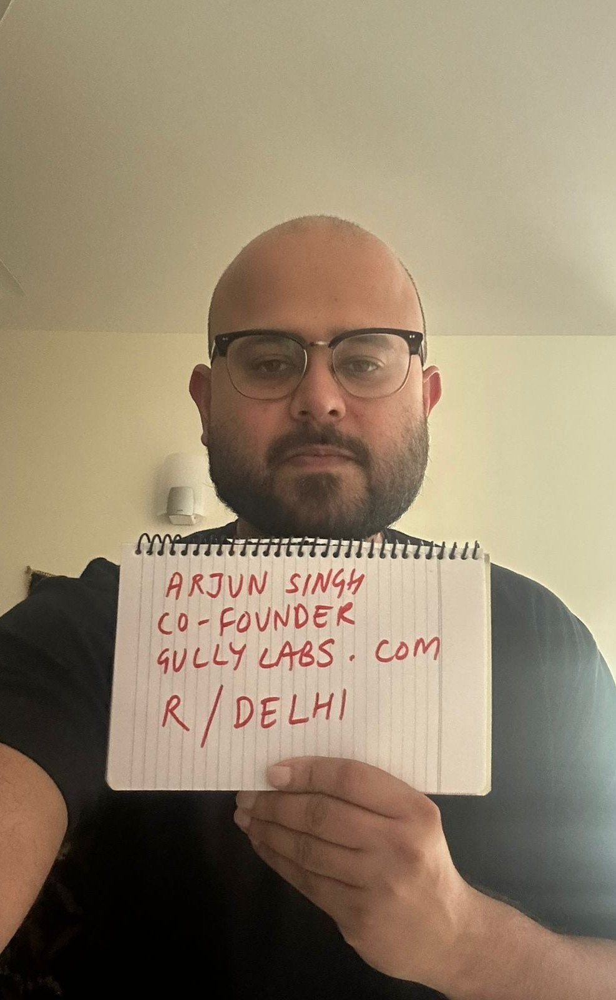 ARJUN SINGH
CO-FOUNDER
GULLY LABS. COM
R/DELHI